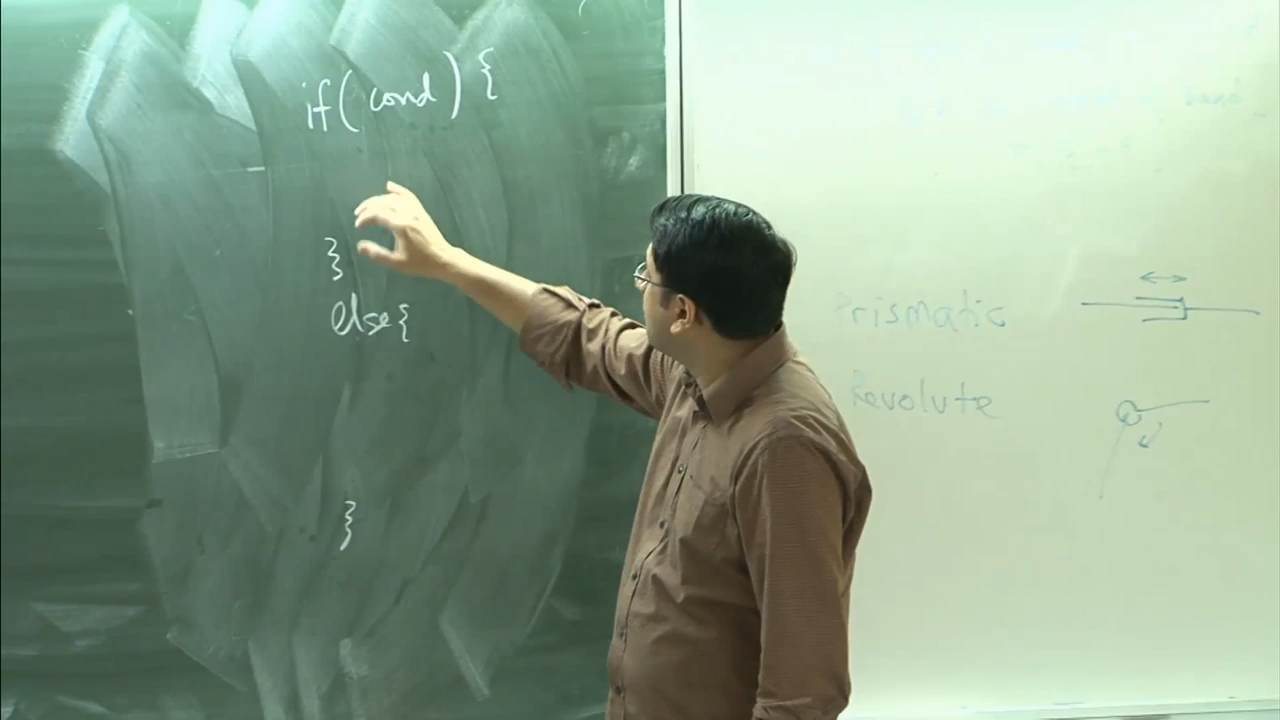 if(cond) {
}
else{
}
Prismatic
Revolute